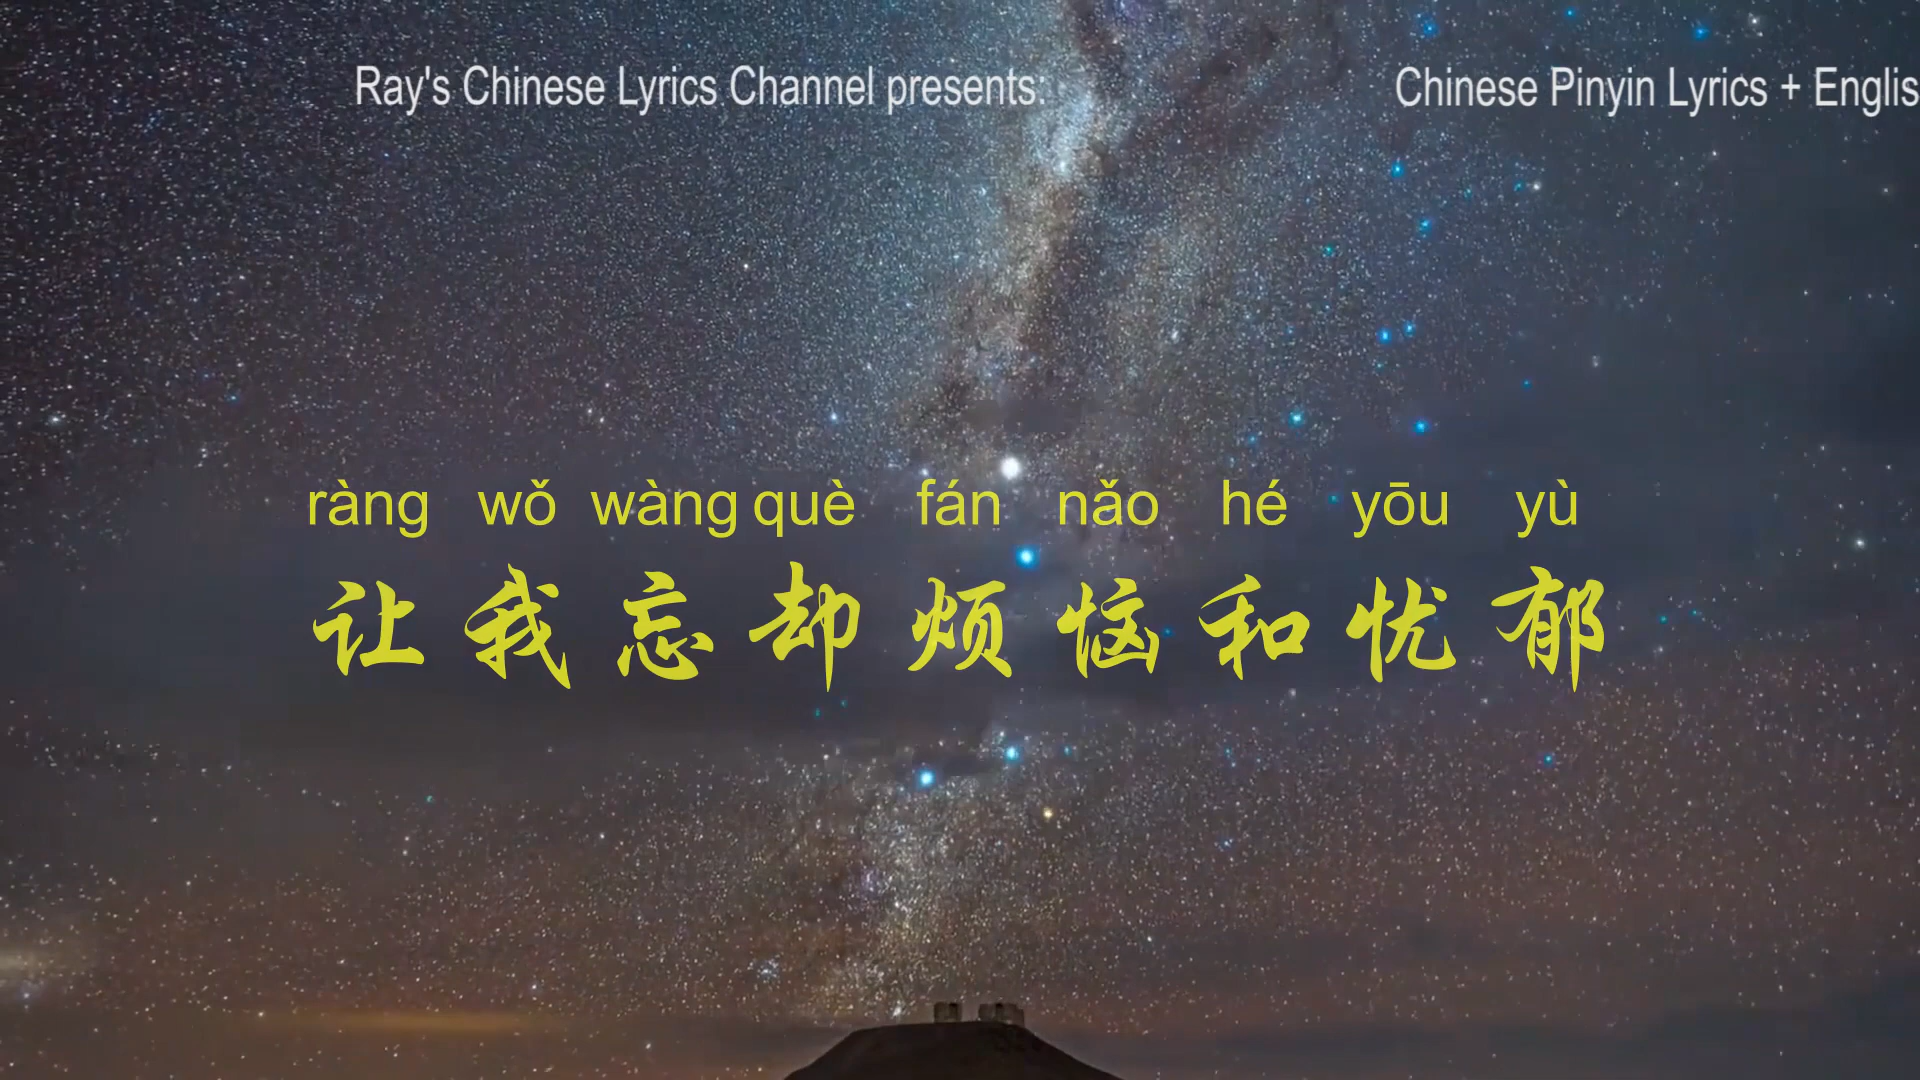 Ray's Chinese Lyrics Channel presents: Chinese Pinyin Lyrics + Englis
ràng wǒ wàng què fán nǎo hé yōu yù
让我忘却烦恼和忧郁